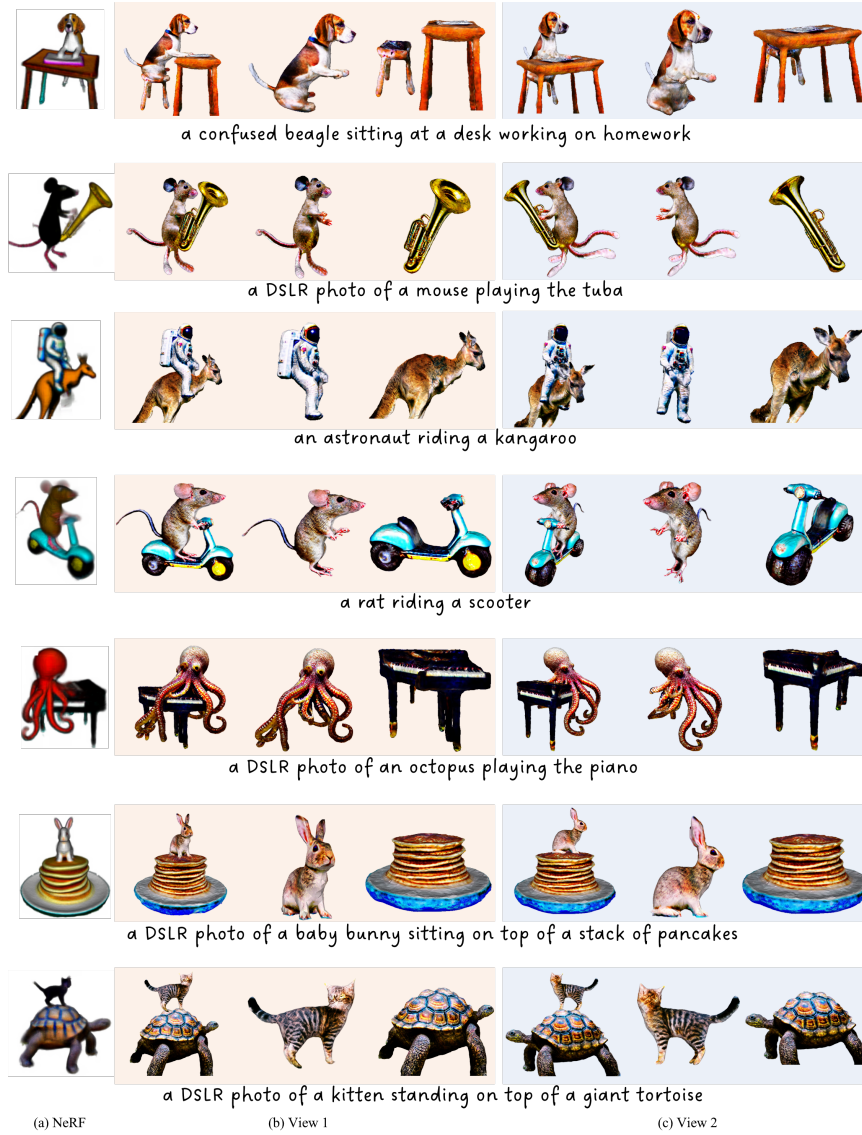 a confused beagle sitting at a desk working on homework
a DSLR photo of a mouse playing the tuba
an astronaut riding a kangaroo
a rat riding a scooter
a DSLR photo of an octopus playing the piano
a DSLR photo of a baby bunny sitting on top of a stack of pancakes
a DSLR photo of a kitten standing on top of a giant tortoise
(a) NeRF (b) View 1 (c) View 2